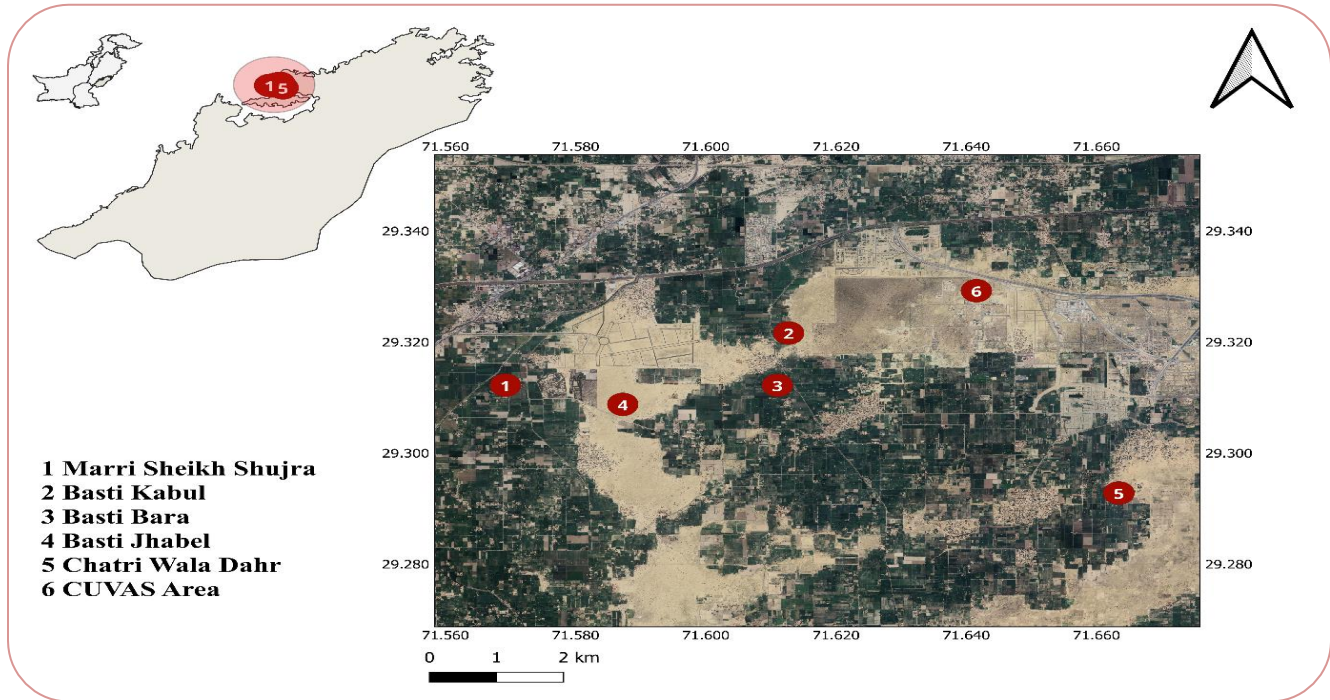 1 5
71.560 71.580 71.600 71.620 71.640 71.660
29.340 29.340
6
2
29.320 29.320
1 3
4
1 Marri Sheikh Shujra
29.300 29.300
2 Basti Kabul
5
3 Basti Bara
4 Basti Jhabel
5 Chatri Wala Dahr
29.280 29.280
6 CUVAS Area
71.560 71.580 71.600 71.620 71.640 71.660
0 1 2 km